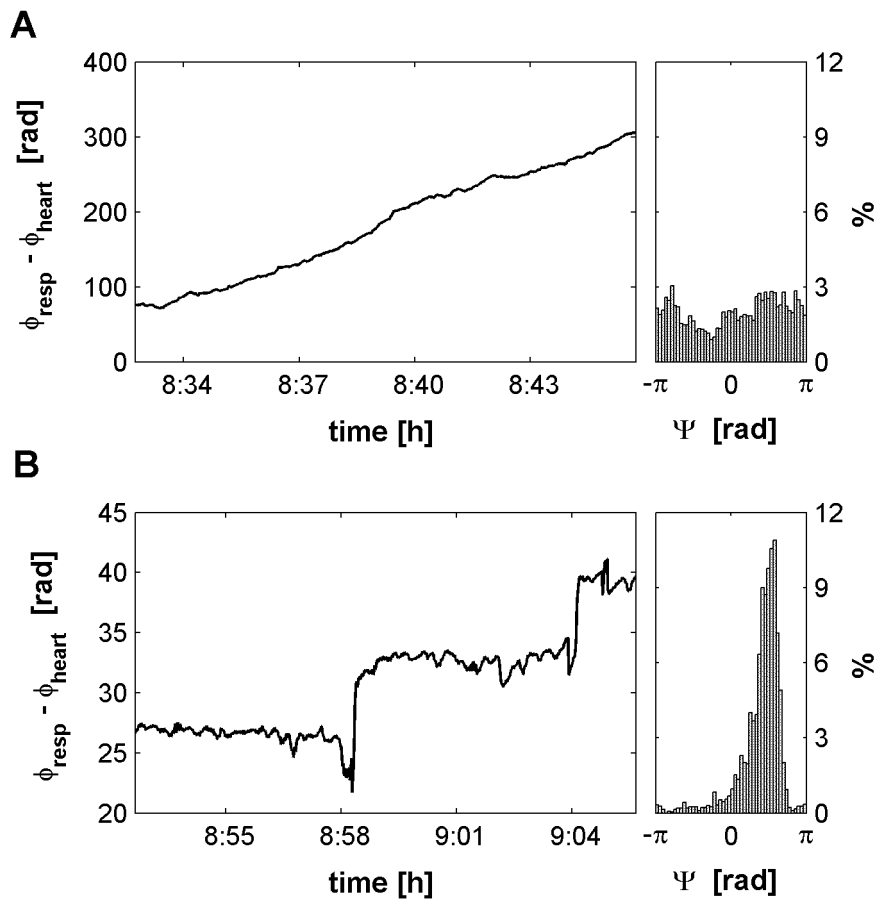 A
400
300
200
100
0
ϕresp - ϕheart [rad]
8:34 8:37 8:40 8:43
time [h]
12
9
6
3
0
%
-π 0 π
Ψ [rad]
B
45
40
35
30
25
20
ϕresp - ϕheart [rad]
8:55 8:58 9:01 9:04
time [h]
12
9
6
3
0
%
-π 0 π
Ψ [rad]